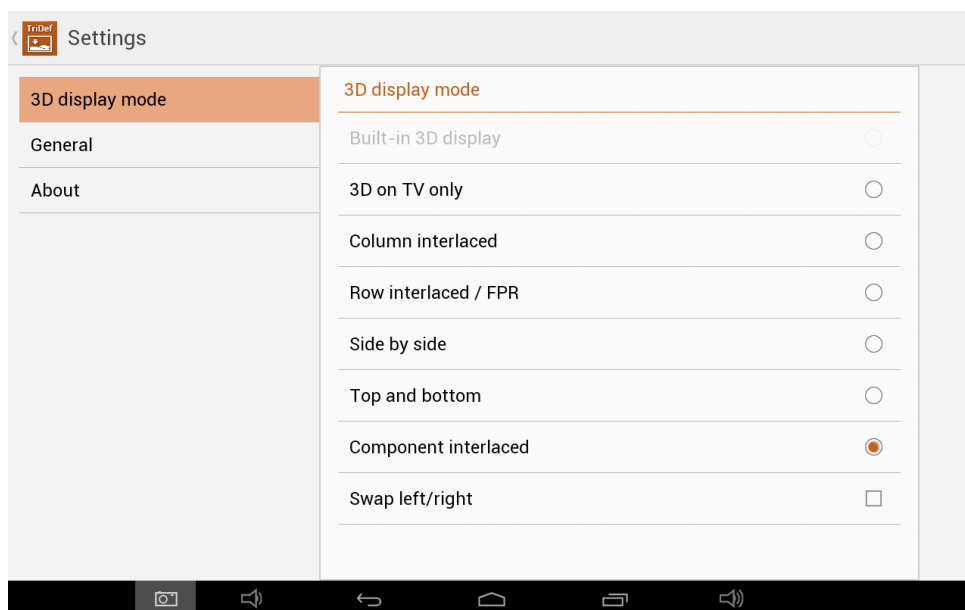 TriDef
Settings
3D display mode
General
About
3D display mode
Built-in 3D display
3D on TV only
Column interlaced
Row interlaced / FPR
Side by side
Top and bottom
Component interlaced
Swap left/right